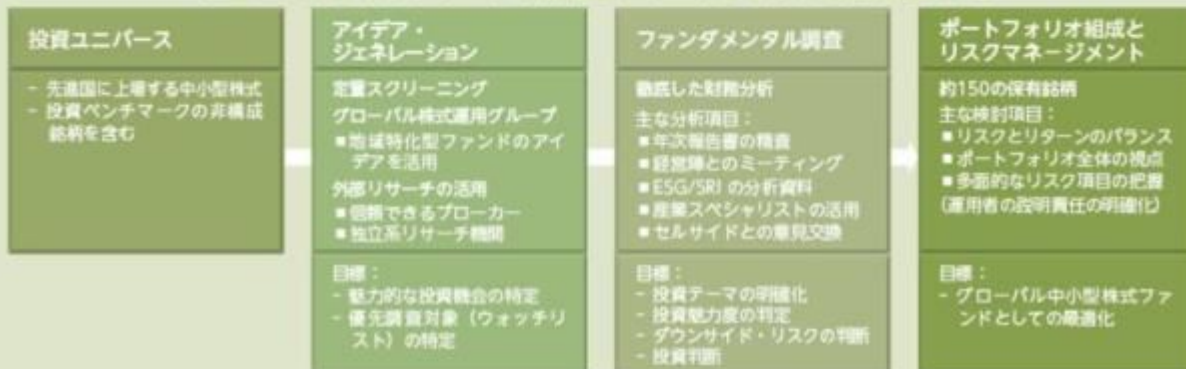 投資ユニバース
- 先進国に上場する中小型株式
- 投資ベンチマークの非構成
銘柄を含む
アイデア・
ジェネレーション
定量スクリーニング
グローバル株式運用グループ
■地域特化型ファンドのアイ
デアを活用
外部リサーチの活用
■信頼できるブローカー
■独立系リサーチ機関
目標：
- 魅力的な投資機会の特定
- 優先調査対象（ウォッチリ
スト）の特定
ファンダメンタル調査
徹底した財務分析
主な分析項目：
■年次報告書の精査
■経営陣とのミーティング
■ESG/SRI の分析資料
■産業スペシャリストの活用
■セルサイドとの意見交換
目標：
- 投資テーマの明確化
- 投資魅力度の判定
- ダウンサイド・リスクの判断
- 投資判断
ポートフォリオ組成と
リスクマネージメント
約150の保有銘柄
主な検討項目：
■リスクとリターンのバランス
■ポートフォリオ全体の視点
■多面的なリスク項目の把握
（運用者の説明責任の明確化）
目標：
- グローバル中小型株式ファ
ンドとしての最適化